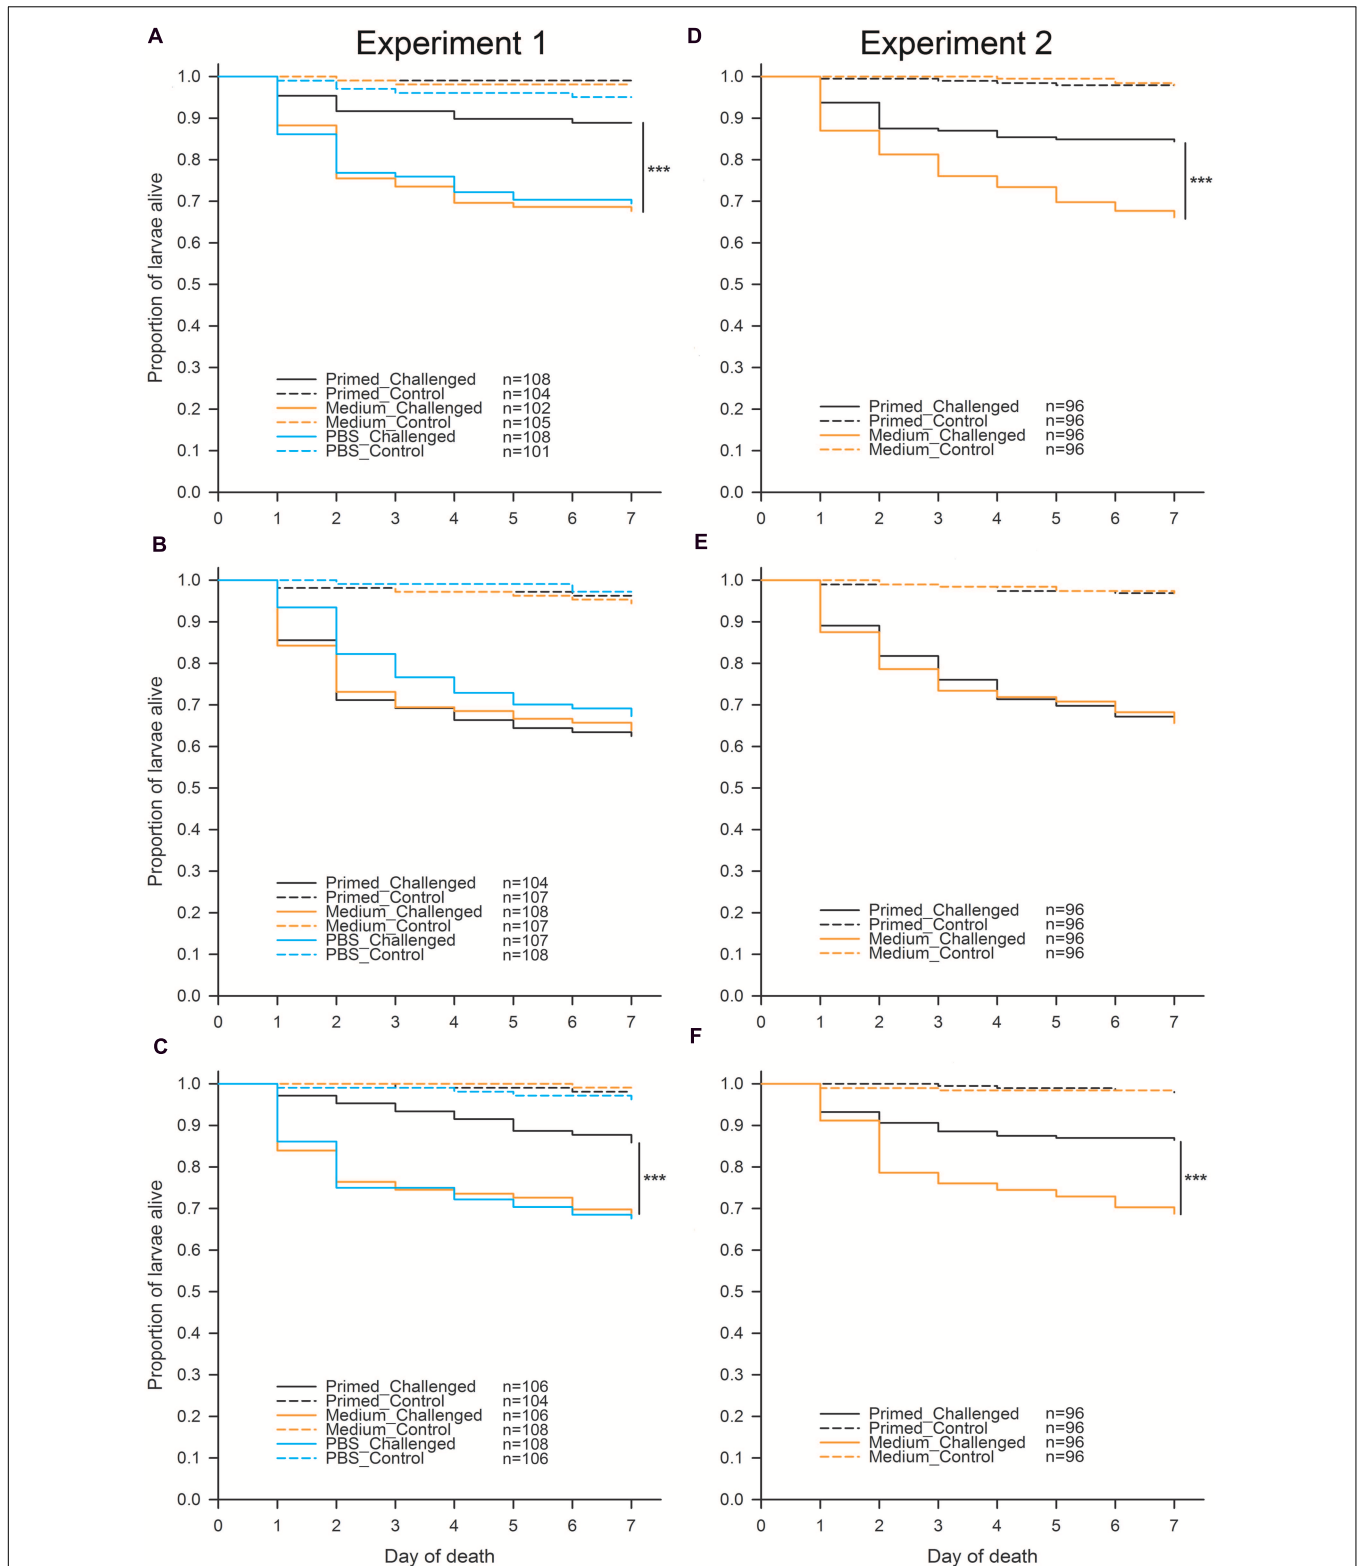 A
Experiment 1
1.0
0.9
0.8
0.7
0.6
0.5
0.4
0.3
0.2
0.1
0.0
Proportion of larvae alive
***
Primed_Challenged n=108
Primed_Control n=104
Medium_Challenged n=102
Medium_Control n=105
PBS_Challenged n=108
PBS_Control n=101
0 1 2 3 4 5 6 7
D
Experiment 2
1.0
0.9
0.8
0.7
0.6
0.5
0.4
0.3
0.2
0.1
0.0
***
Primed_Challenged n=96
Primed_Control n=96
Medium_Challenged n=96
Medium_Control n=96
0 1 2 3 4 5 6 7
B
1.0
0.9
0.8
0.7
0.6
0.5
0.4
0.3
0.2
0.1
0.0
Proportion of larvae alive
Primed_Challenged n=104
Primed_Control n=107
Medium_Challenged n=108
Medium_Control n=107
PBS_Challenged n=107
PBS_Control n=108
0 1 2 3 4 5 6 7
E
1.0
0.9
0.8
0.7
0.6
0.5
0.4
0.3
0.2
0.1
0.0
Primed_Challenged n=96
Primed_Control n=96
Medium_Challenged n=96
Medium_Control n=96
0 1 2 3 4 5 6 7
C
1.0
0.9
0.8
0.7
0.6
0.5
0.4
0.3
0.2
0.1
0.0
Proportion of larvae alive
***
Primed_Challenged n=106
Primed_Control n=104
Medium_Challenged n=106
Medium_Control n=108
PBS_Challenged n=108
PBS_Control n=106
0 1 2 3 4 5 6 7
Day of death
F
1.0
0.9
0.8
0.7
0.6
0.5
0.4
0.3
0.2
0.1
0.0
***
Primed_Challenged n=96
Primed_Control n=96
Medium_Challenged n=96
Medium_Control n=96
0 1 2 3 4 5 6 7
Day of death